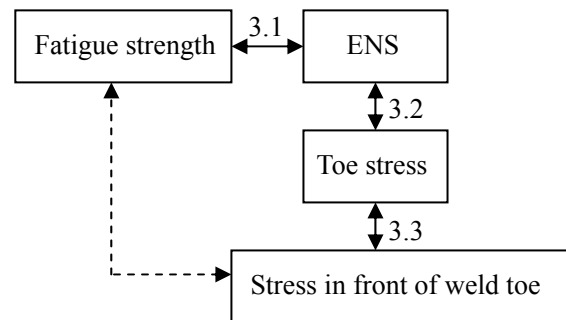 Fatigue strength
3.1
ENS
3.2
Toe stress
3.3
Stress in front of weld toe